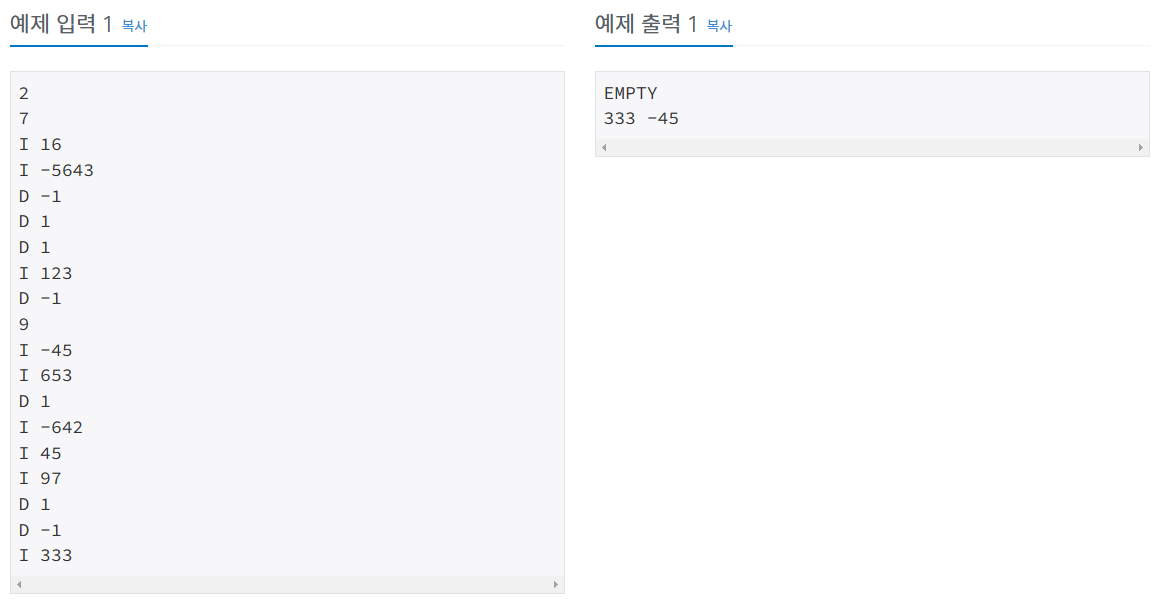 예제 입력 1 복사
2
7
I 16
I -5643
D -1
D 1
D 1
I 123
D -1
9
I -45
I 653
D 1
I -642
I 45
I 97
D 1
D -1
I 333
예제 출력 1 복사
EMPTY
333 -45